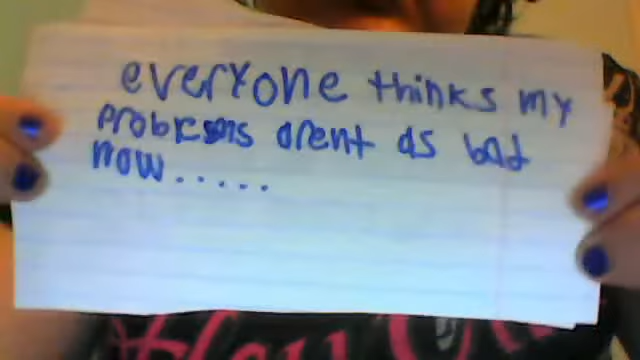 everyone thinks my
problems arent as bad
now.....